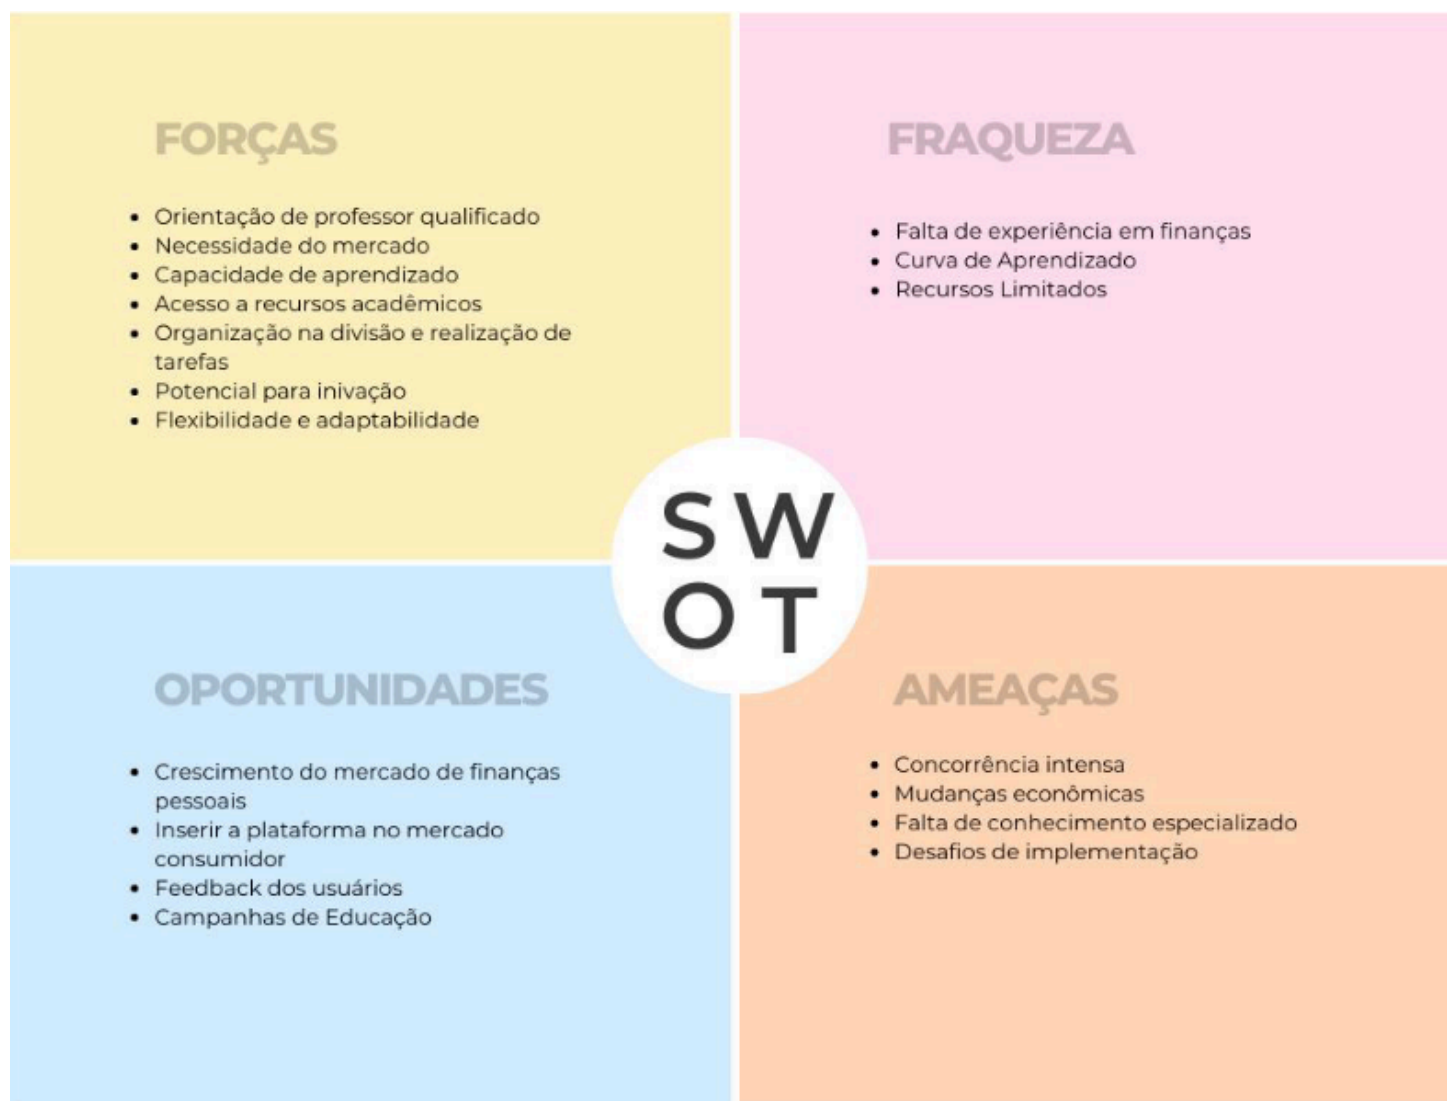 FORÇAS
• Orientação de professor qualificado
• Necessidade do mercado
• Capacidade de aprendizado
• Acesso a recursos acadêmicos
• Organização na divisão e realização de
tarefas
• Potencial para inivação
• Flexibilidade e adaptabilidade
FRAQUEZA
• Falta de experiência em finanças
• Curva de Aprendizado
• Recursos Limitados
S W
O T
OPORTUNIDADES
• Crescimento do mercado de finanças
pessoais
• Inserir a plataforma no mercado
consumidor
• Feedback dos usuários
• Campanhas de Educação
AMEAÇAS
• Concorrência intensa
• Mudanças econômicas
• Falta de conhecimento especializado
• Desafios de implementação